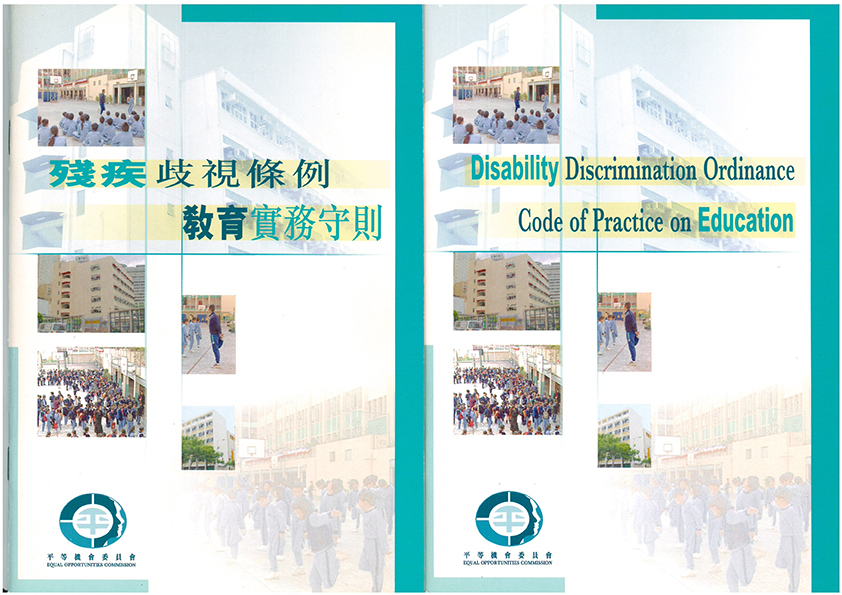 殘疾歧視條例
教育實務守則
平
平等機會委員會
EQUAL OPPORTUNITIES COMMISSION
Disability Discrimination Ordinance
Code of Practice on Education
平
平等機會委員會
EQUAL OPPORTUNITIES COMMISSION